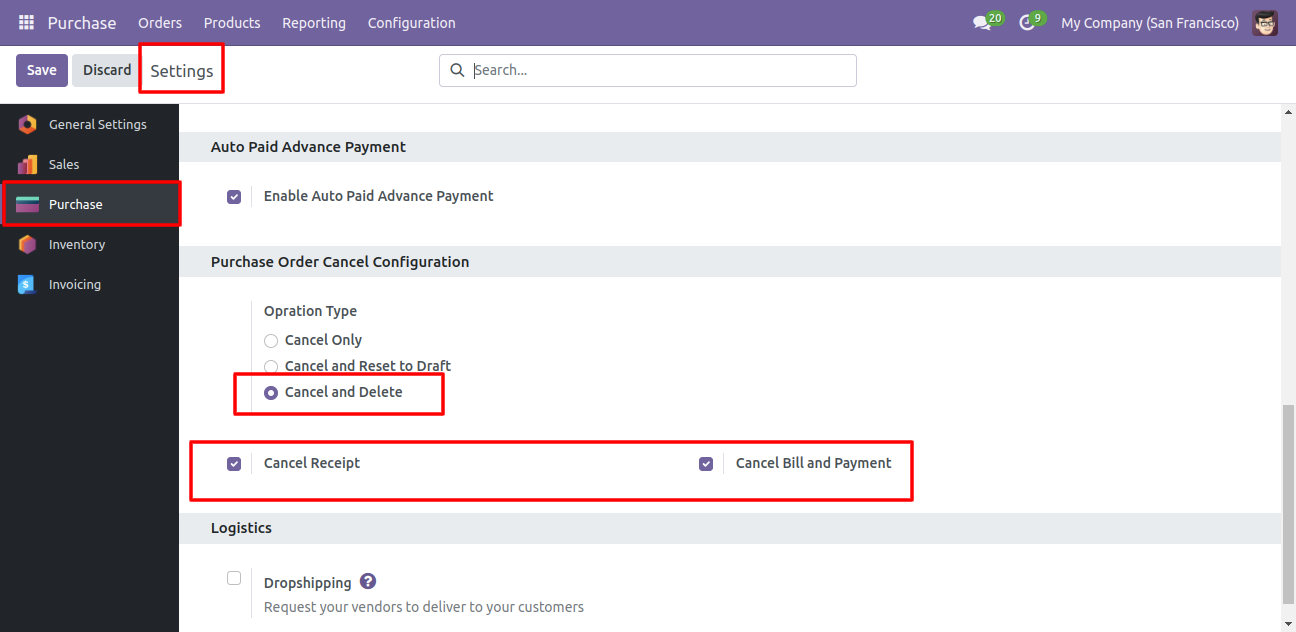 Purchase Orders Products Reporting Configuration 20 9 My Company (San Francisco)
Save Discard Settings Search...
General Settings
Sales
Purchase
Inventory
Invoicing
$
Auto Paid Advance Payment
Enable Auto Paid Advance Payment
Purchase Order Cancel Configuration
Opration Type
Cancel Only
Cancel and Reset to Draft
Cancel and Delete
Cancel Receipt Cancel Bill and Payment
Logistics
Dropshipping ?
Request your vendors to deliver to your customers